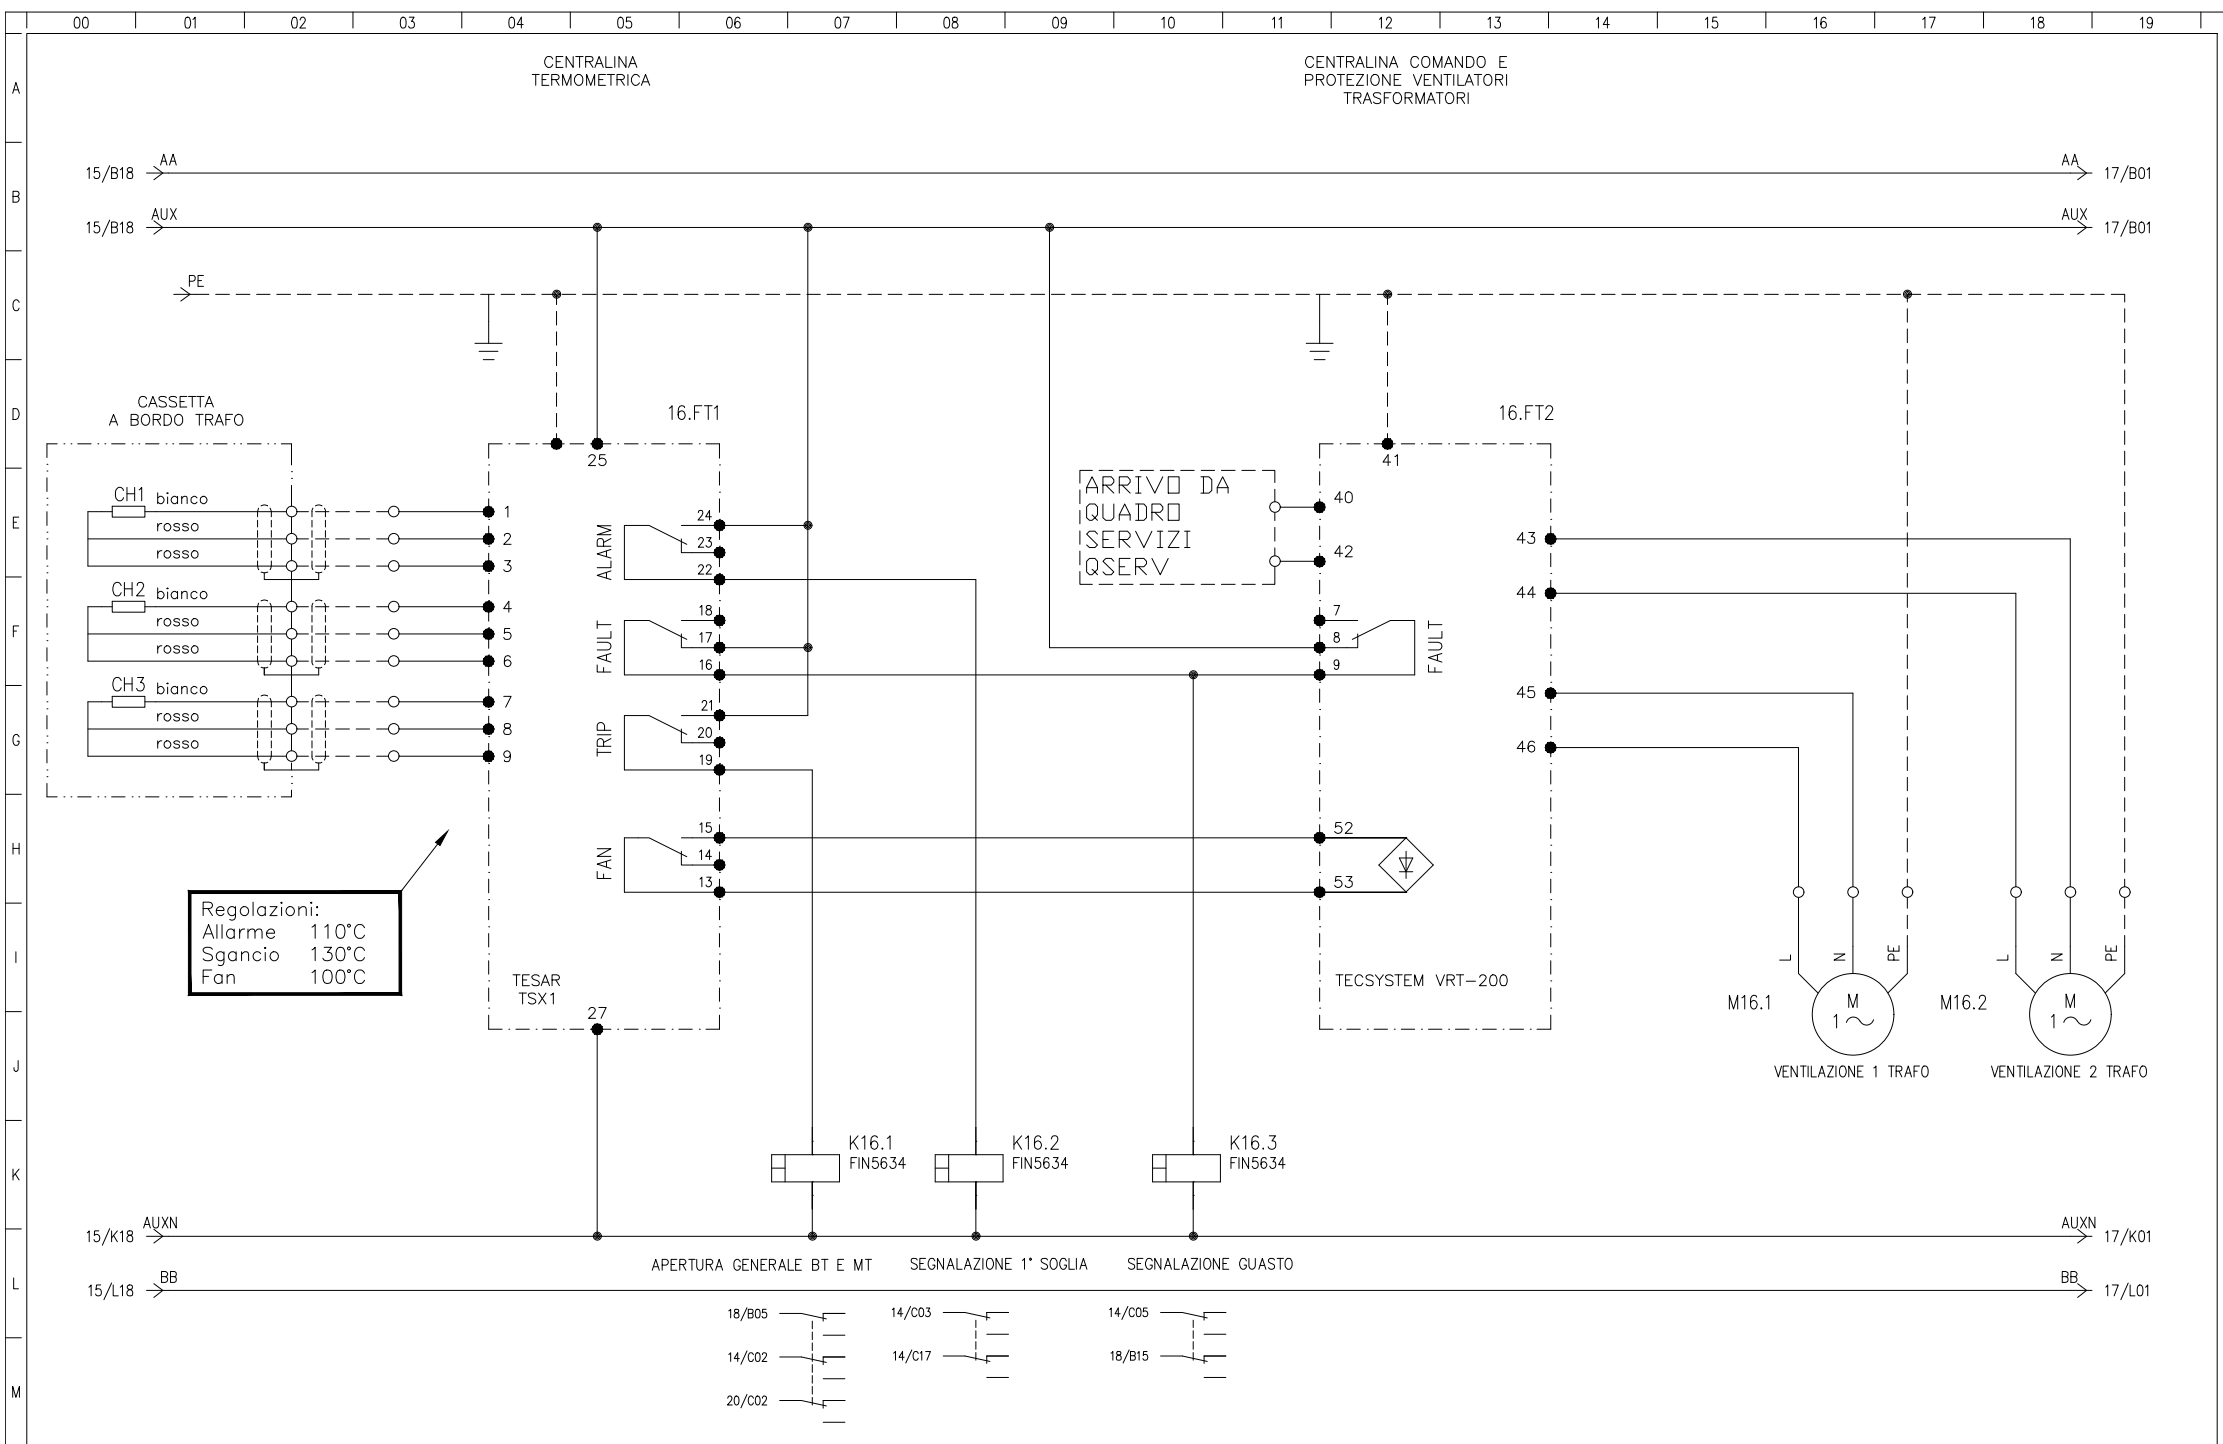 00 01 02 03 04 05 06 07 08 09 10 11 12 13 14 15 16 17 18 19
A
B
C
D
E
F
G
H
I
J
K
L
M
CENTRALINA
TERMOMETRICA
CENTRALINA COMANDO E
PROTEZIONE VENTILATORI
TRASFORMATORI
15/B18 AA
AA 17/B01
15/B18 AUX
AUX 17/B01
PE
CASSETTA
A BORDO TRAFO
CH1 bianco
rosso
rosso
CH2 bianco
rosso
rosso
CH3 bianco
rosso
rosso
1
2
3
4
5
6
7
8
9
16.FT1
25
ALARM
24
23
22
FAULT
18
17
16
TRIP
21
20
19
FAN
15
14
13
TESAR
TSX1
27
Regolazioni:
Allarme 110°C
Sgancio 130°C
Fan 100°C
16.FT2
41
ARRIVO DA
QUADRO
SERVIZI
QSERV
40
42
7
8
9
FAULT
43
44
45
46
52
53
TECSYSTEM VRT-200
L
N
PE
M16.1
M
1
VENTILAZIONE 1 TRAFO
L
N
PE
M16.2
M
1
VENTILAZIONE 2 TRAFO
K16.1
FIN5634
K16.2
FIN5634
K16.3
FIN5634
15/K18 AUXN
AUXN 17/K01
APERTURA GENERALE BT E MT
SEGNALAZIONE 1° SOGLIA
SEGNALAZIONE GUASTO
15/L18 BB
BB 17/L01
18/B05
14/C02
20/C02
14/C03
14/C17
14/C05
18/B15